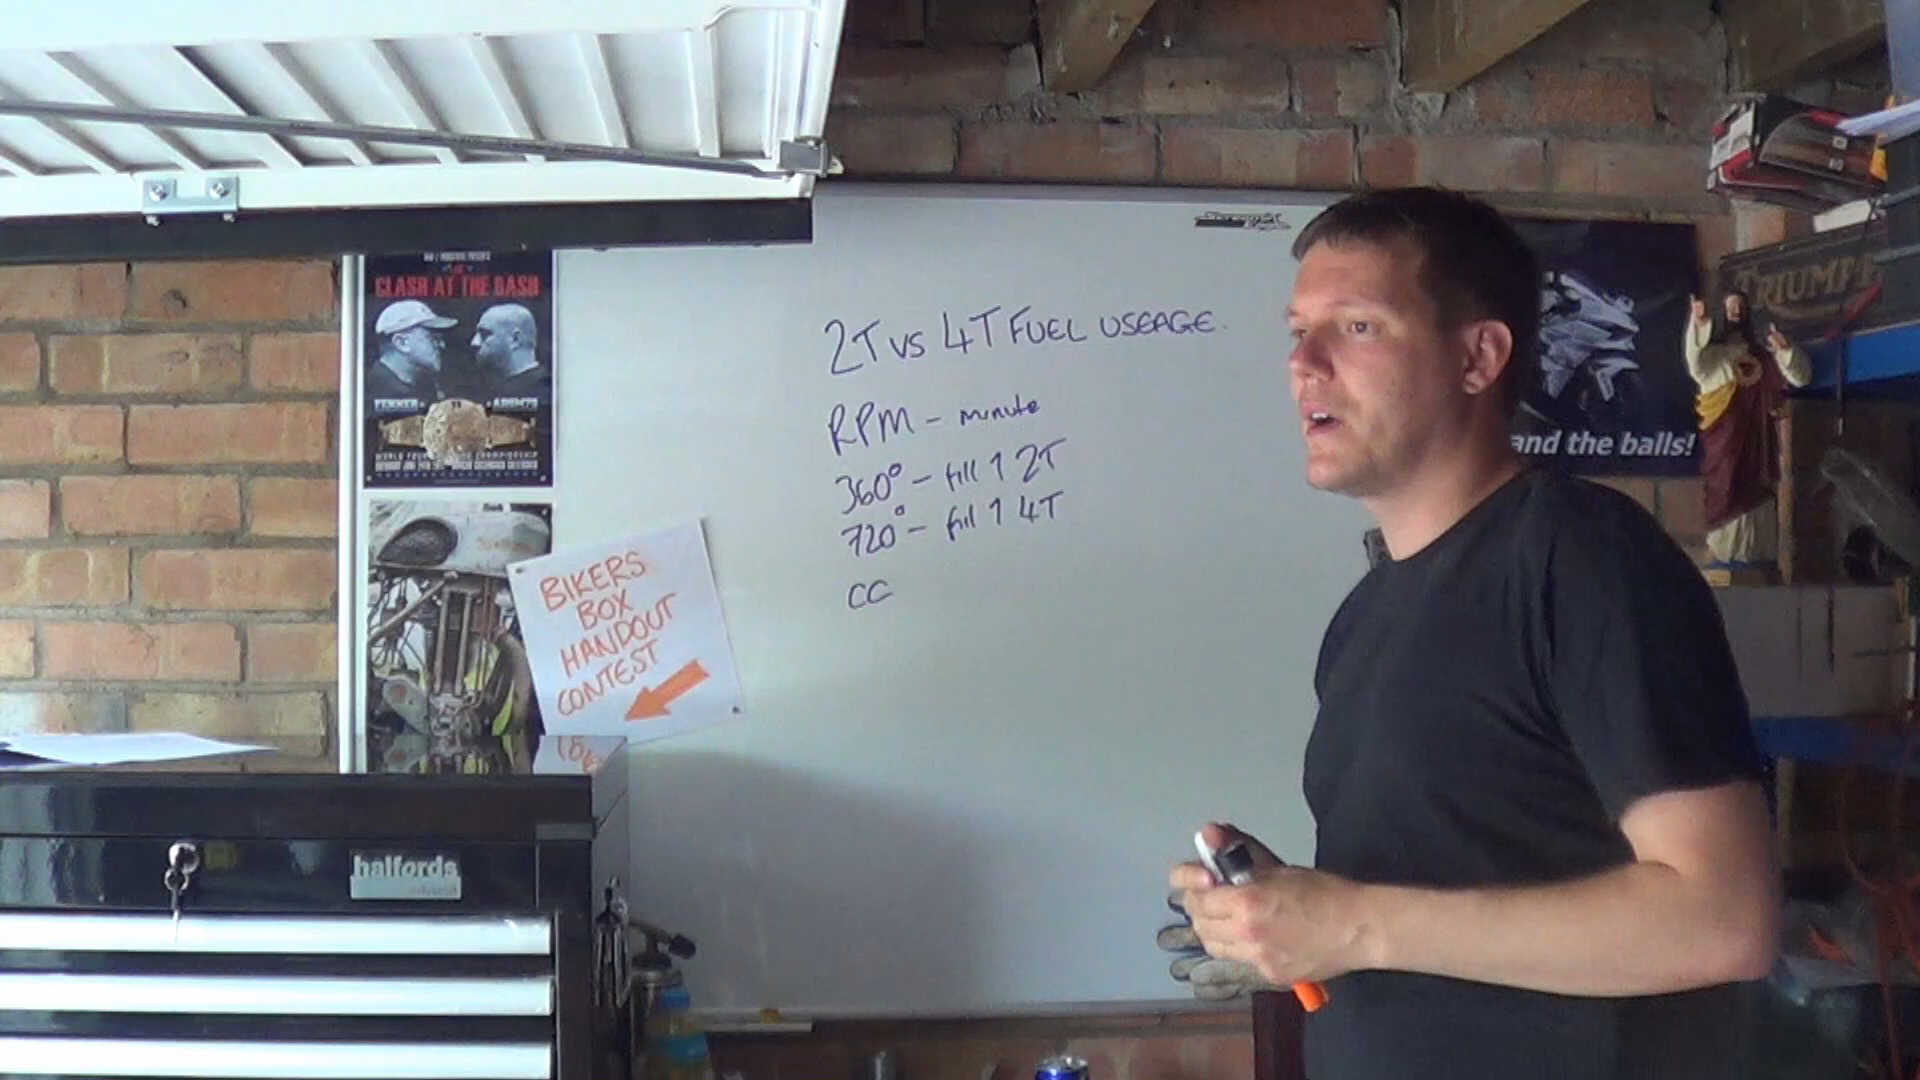 CLASH AT THE BASH
2T VS 4T FUEL USEAGE.
RPM - minute
360° - fill 1 2T
720° - fill 1 4T
CC
BIKERS
BOX
HANDOUT
CONTEST
halfords
TRIUMPH
and the balls!